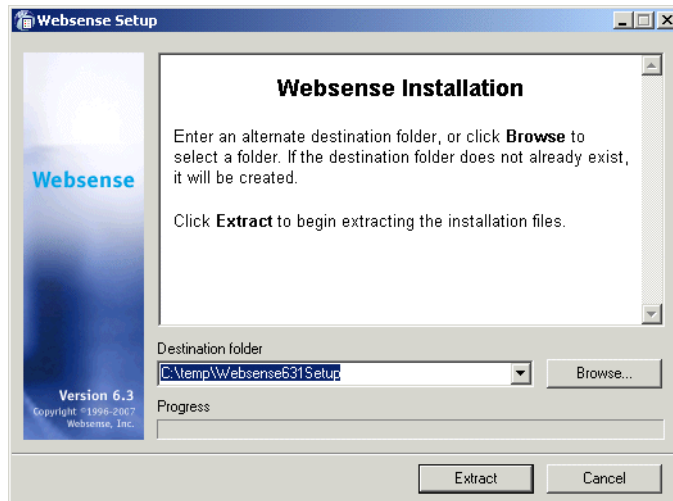 Websense Setup
Websense Installation
Enter an alternate destination folder, or click Browse to
select a folder. If the destination folder does not already exist,
it will be created.
Click Extract to begin extracting the installation files.
Websense
Version 6.3
Copyright ©1996-2007
Websense, Inc.
Destination folder
C:\temp\Websense631Setup
Browse...
Progress
Extract
Cancel